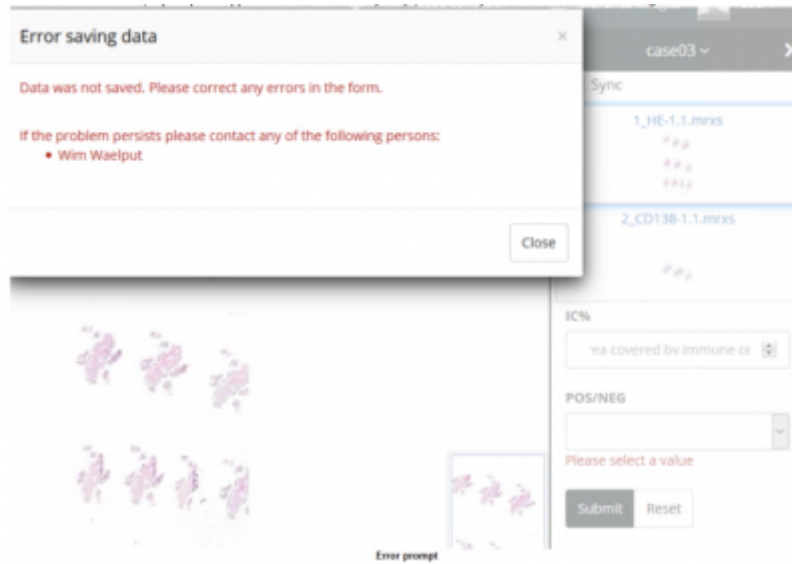 Error saving data
×
case03
Data was not saved. Please correct any errors in the form.
Sync
1_HE-1.1.mrxs
If the problem persists please contact any of the following persons:
• Wim Waelput
2_CD138-1.1.mrxs
Close
IC%
ea covered by immune ce
POS/NEG
Please select a value
Submit Reset
Error prompt